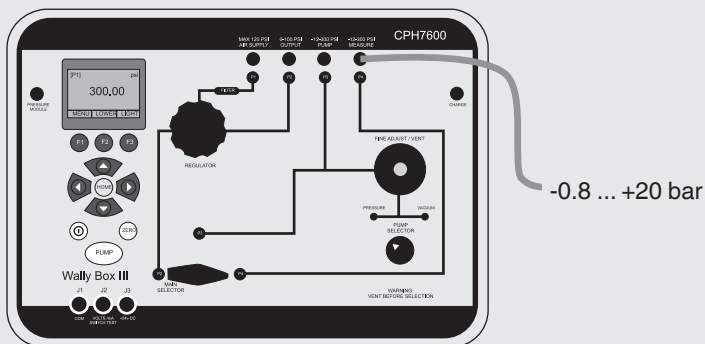 CPH7600
MAX 120 PSI
AIR SUPPLY
0-100 PSI
OUTPUT
-12-300 PSI
PUMP
-12-300 PSI
MEASURE
[P1] psi
300.00
MENU LOWER LIGHT
PRESSURE
MODULE
P1
P2
P3
P4
FILTER
CHARGE
F1 F2 F3
REGULATOR
FINE ADJUST / VENT
HOME
-0.8 ... +20 bar
PRESSURE VACUUM
PUMP
SELECTOR
ZERO
P3
PUMP
Wally Box III
P2
MAIN
SELECTOR
P4
WARNING:
VENT BEFORE SELECTION
J1 J2 J3
COM
VOLTS /mA
SWITCH TEST
+24v DC